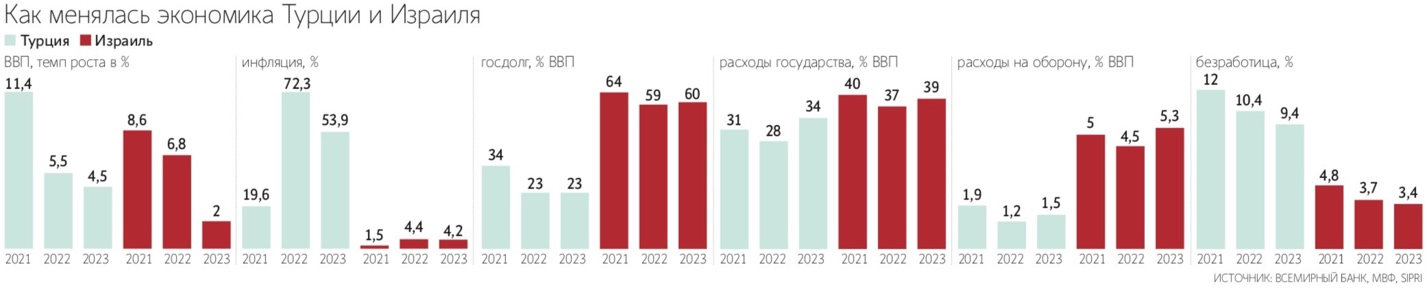 Как менялась экономика Турции и Израиля
Турция Израиль
ВВП, темп роста в %
11,4
5,5
4,5
8,6
6,8
2
2021 2022 2023 2021 2022 2023
инфляция, %
19,6
72,3
53,9
1,5
4,4
4,2
2021 2022 2023 2021 2022 2023
госдолг, % ВВП
34
23
23
64
59
60
2021 2022 2023 2021 2022 2023
расходы государства, % ВВП
31
28
34
40
37
39
2021 2022 2023 2021 2022 2023
расходы на оборону, % ВВП
1,9
1,2
1,5
5
4,5
5,3
2021 2022 2023 2021 2022 2023
безработица, %
12
10,4
9,4
4,8
3,7
3,4
2021 2022 2023 2021 2022 2023
ИСТОЧНИК: ВСЕМИРНЫЙ БАНК, МВФ, SIPRI